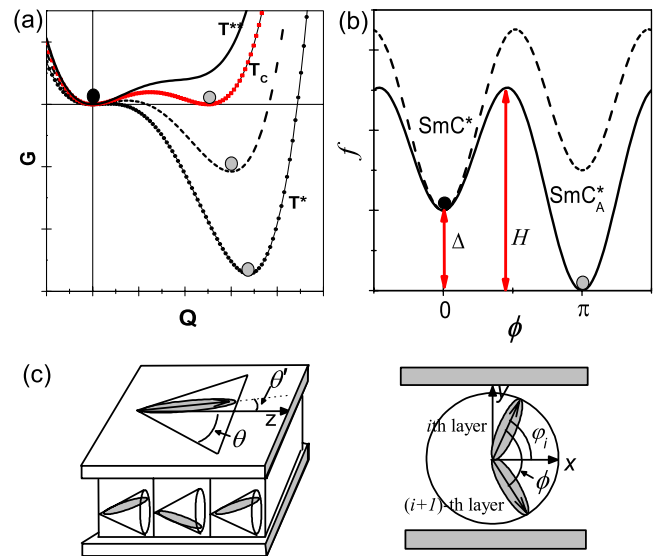 (a)
T**
T_C
G
T*
Q
(b)
SmC*
f
SmC*_A
Δ
H
0
π
ϕ
(c)
θ'
z
θ
y
ith layer
φ_i
x
ϕ
(i+1)-th layer